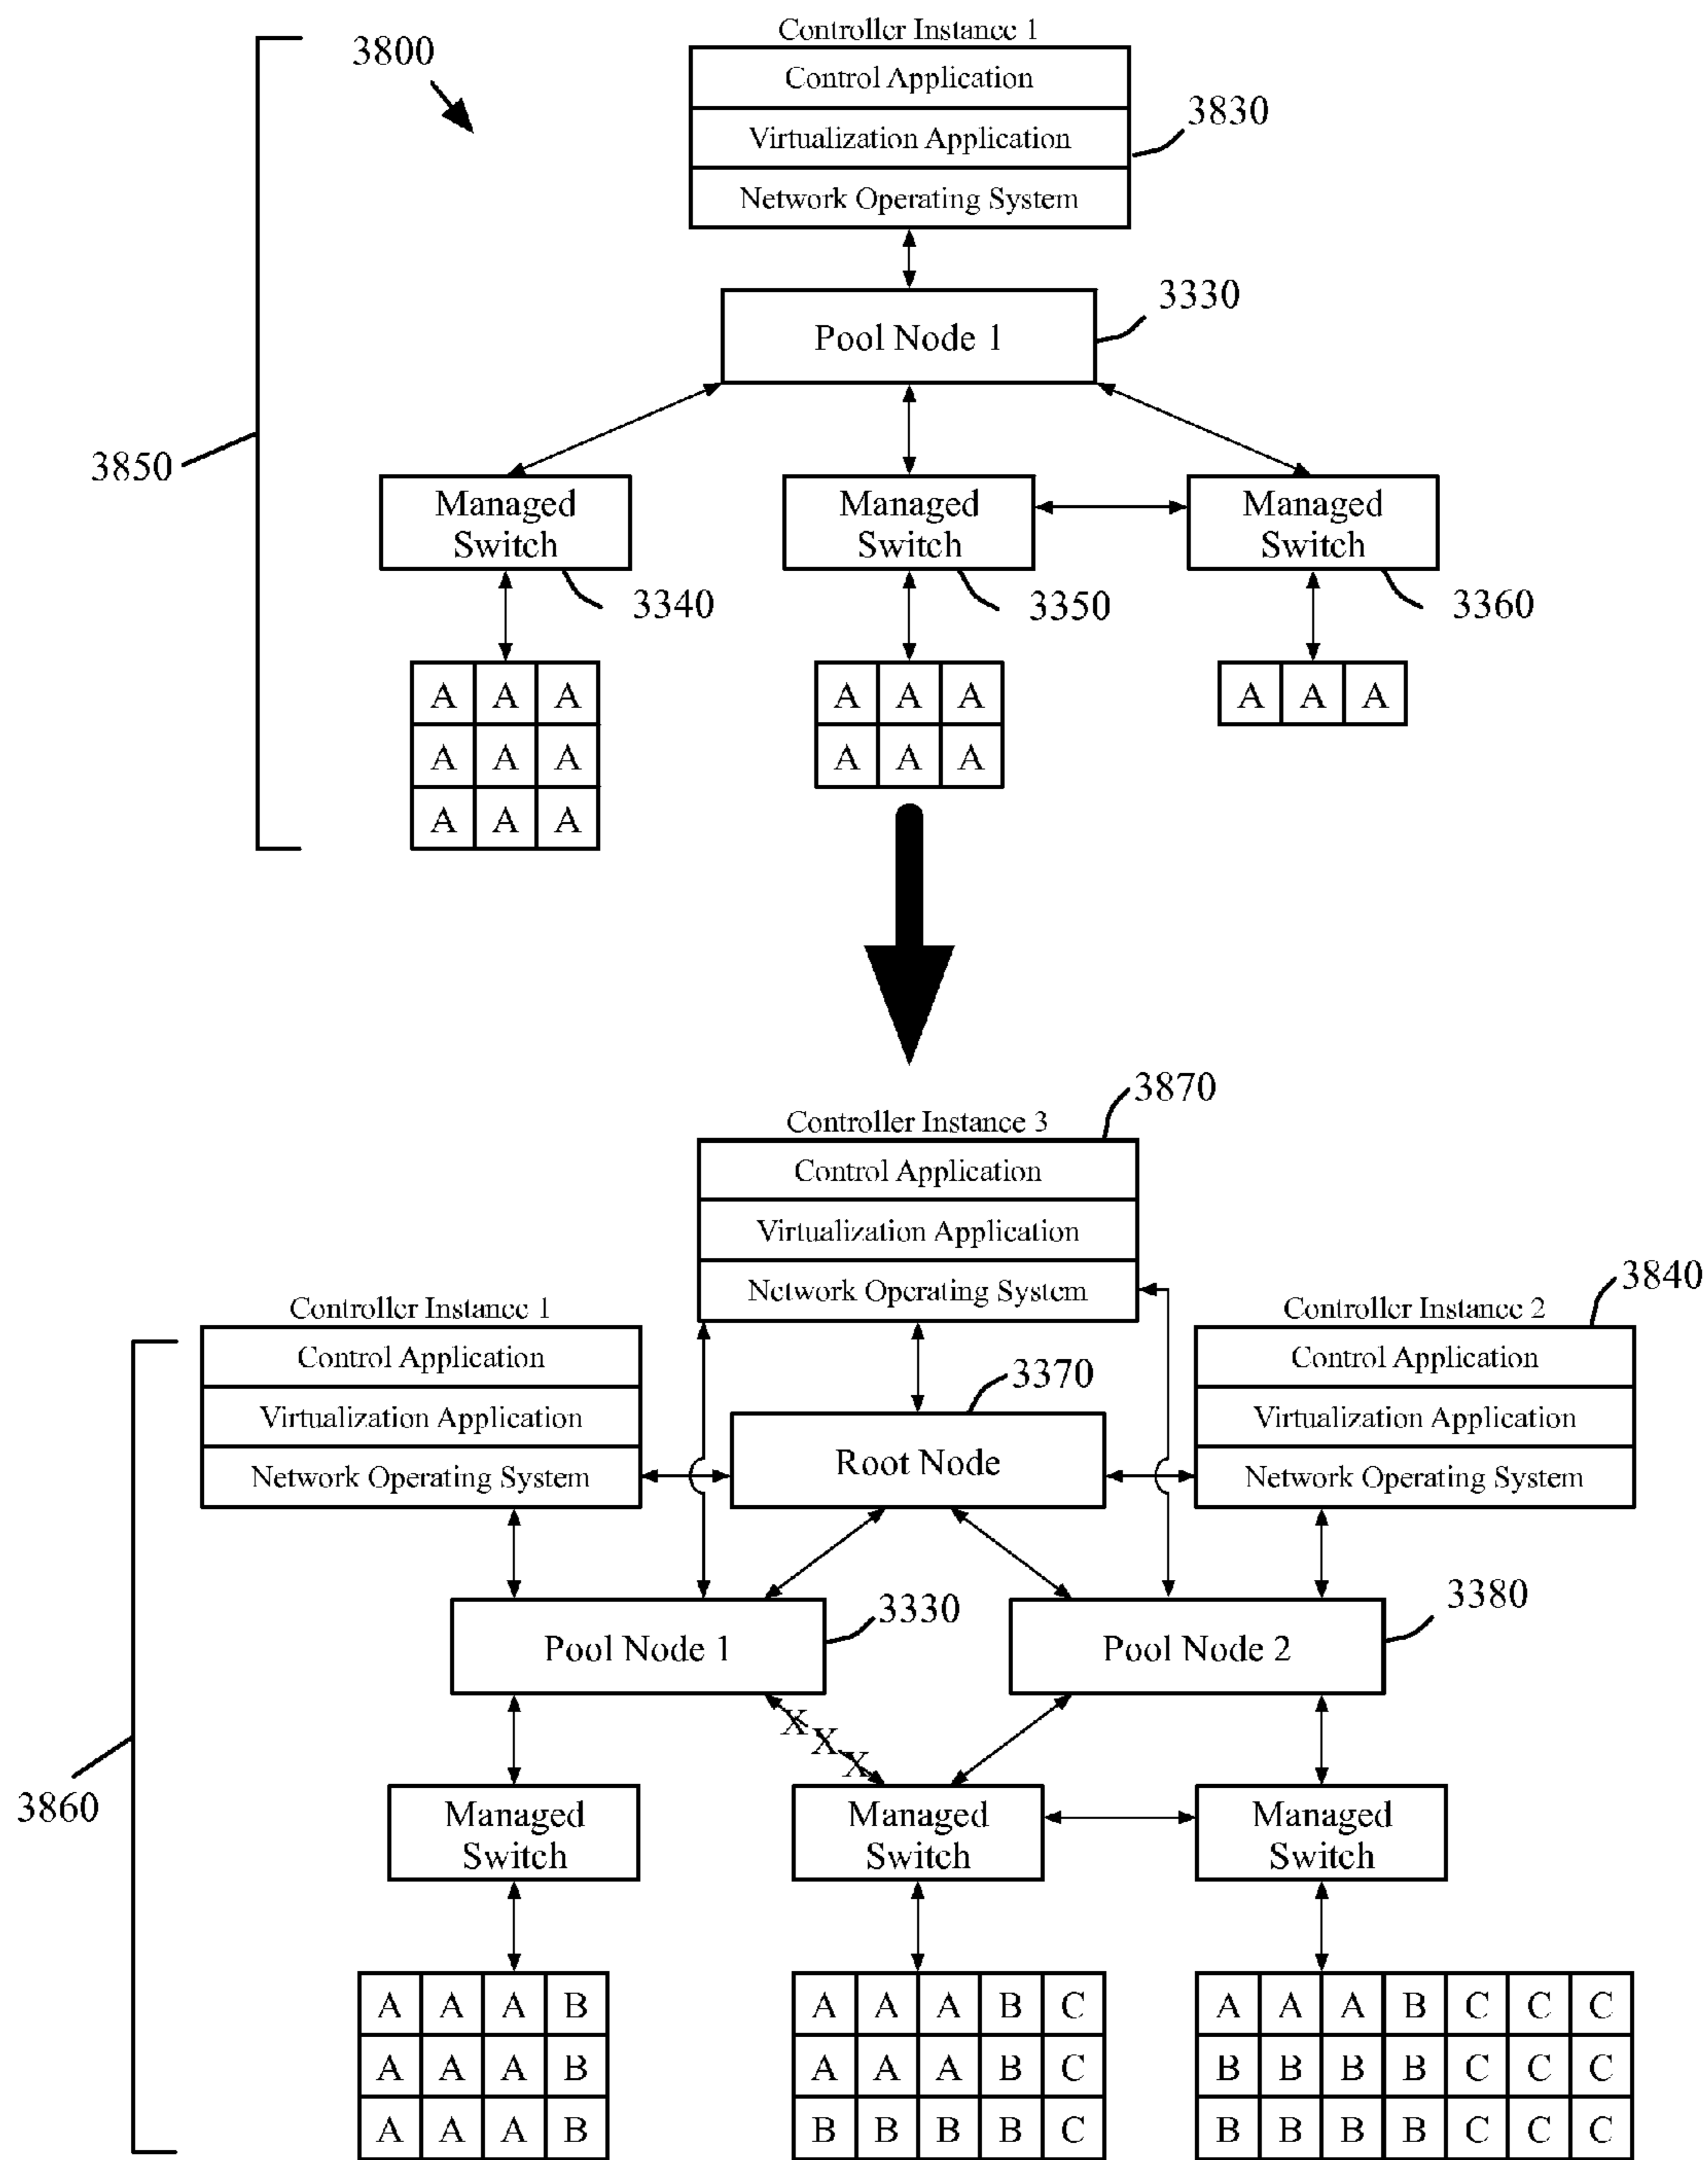 Controller Instance 1
3800
Control Application
3830
Virtualization Application
Network Operating System
3330
Pool Node 1
3850
Managed
Switch
Managed
Switch
Managed
Switch
3340
3350
3360
A A A
A A A
A A A
A A A
A A A
A A A
3870
Controller Instance 3
Control Application
Virtualization Application
Network Operating System
3840
Controller Instance 1
Control Application
Virtualization Application
Network Operating System
Controller Instance 2
Control Application
Virtualization Application
Network Operating System
3370
Root Node
3330
Pool Node 1
3380
Pool Node 2
X
X
X
3860
Managed
Switch
Managed
Switch
Managed
Switch
A A A B
A A A B
A A A B
A A A B C
A A A B C
B B B B C
A A A B C C C
B B B B C C C
B B B B C C C